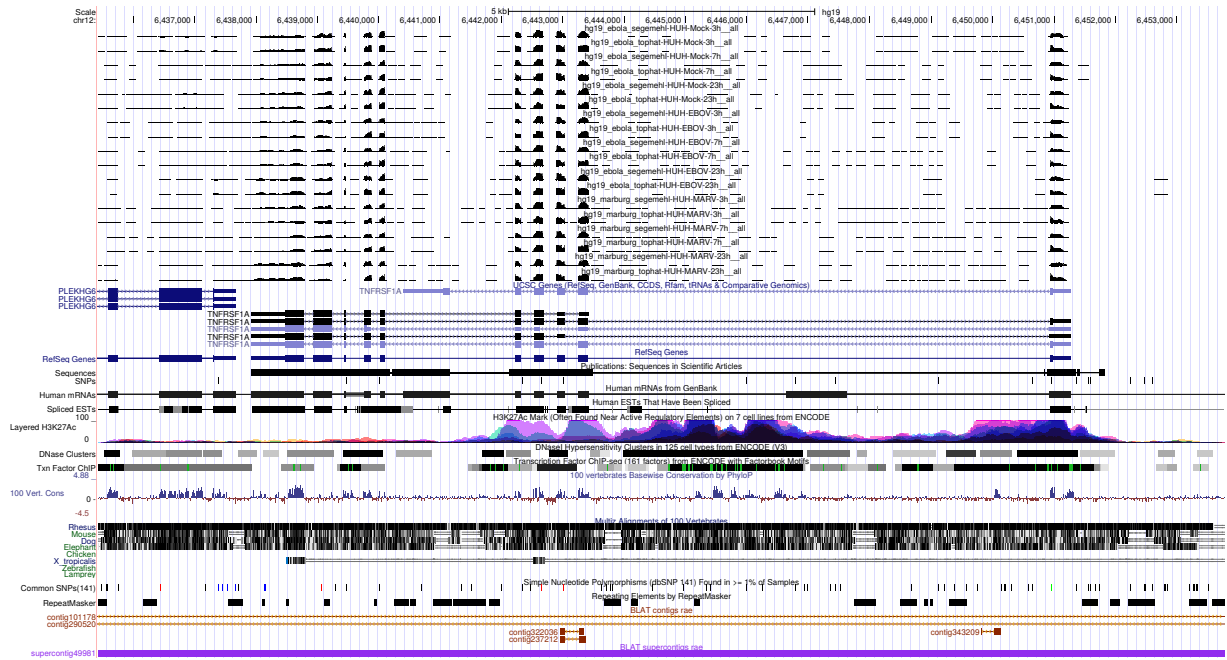 Scale 5 kb hg19
chr12: 6,437,000 6,438,000 6,439,000 6,440,000 6,441,000 6,442,000 6,443,000 6,444,000 6,445,000 6,446,000 6,447,000 6,448,000 6,449,000 6,450,000 6,451,000 6,452,000 6,453,000
hg19_ebola_segemehl-HUH-Mock-3h__all
hg19_ebola_tophat-HUH-Mock-3h__all
hg19_ebola_segemehl-HUH-Mock-7h__all
hg19_ebola_tophat-HUH-Mock-7h__all
hg19_ebola_segemehl-HUH-Mock-23h__all
hg19_ebola_tophat-HUH-Mock-23h__all
hg19_ebola_segemehl-HUH-EBOV-3h__all
hg19_ebola_tophat-HUH-EBOV-3h__all
hg19_ebola_segemehl-HUH-EBOV-7h__all
hg19_ebola_tophat-HUH-EBOV-7h__all
hg19_ebola_segemehl-HUH-EBOV-23h__all
hg19_ebola_tophat-HUH-EBOV-23h__all
hg19_marburg_segemehl-HUH-MARV-3h__all
hg19_marburg_tophat-HUH-MARV-3h__all
hg19_marburg_segemehl-HUH-MARV-7h__all
hg19_marburg_tophat-HUH-MARV-7h__all
hg19_marburg_segemehl-HUH-MARV-23h__all
hg19_marburg_tophat-HUH-MARV-23h__all
UCSC Genes (RefSeq, GenBank, CCDS, Rfam, tRNAs & Comparative Genomics)
PLEKHG6 TNFRSF1A
PLEKHG6
PLEKHG6
TNFRSF1A
TNFRSF1A
TNFRSF1A
TNFRSF1A
TNFRSF1A
RefSeq Genes
RefSeq Genes
Publications: Sequences in Scientific Articles
Sequences
SNPs
Human mRNAs from GenBank
Human mRNAs
Human ESTs That Have Been Spliced
Spliced ESTs
H3K27Ac Mark (Often Found Near Active Regulatory Elements) on 7 cell lines from ENCODE
100
Layered H3K27Ac
0
DNaseI Hypersensitivity Clusters in 125 cell types from ENCODE (V3)
DNase Clusters
Transcription Factor ChIP-seq (161 factors) from ENCODE with Factorbook Motifs
Txn Factor ChIP
100 vertebrates Basewise Conservation by PhyloP
4.88
100 Vert. Cons
0
-4.5
Multiz Alignments of 100 Vertebrates
Rhesus
Mouse
Dog
Elephant
Chicken
X_tropicalis
Zebrafish
Lamprey
Simple Nucleotide Polymorphisms (dbSNP 141) Found in >= 1% of Samples
Common SNPs(141)
Repeating Elements by RepeatMasker
RepeatMasker
BLAT contigs rae
contig101178
contig290520
contig322036 contig343209
contig237212
BLAT supercontigs rae
supercontig49981